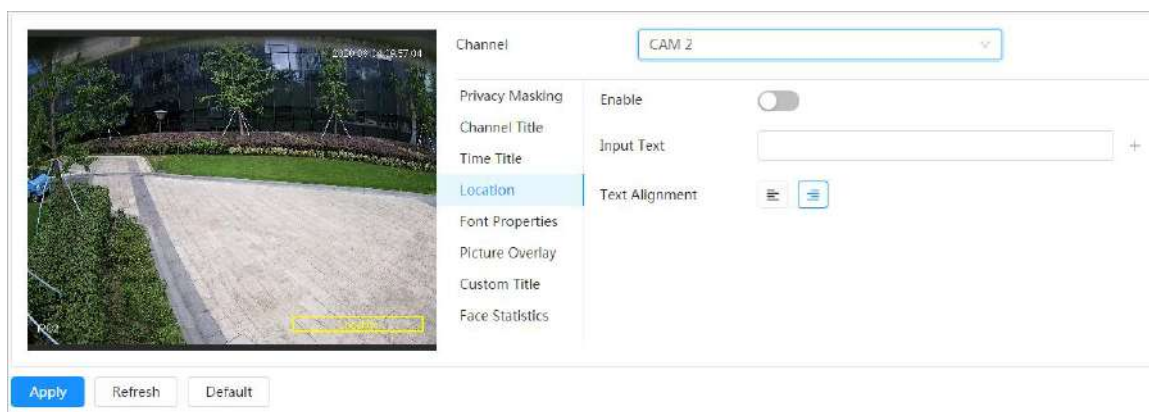 Channel
CAM 2
Privacy Masking
Channel Title
Time Title
Location
Font Properties
Picture Overlay
Custom Title
Face Statistics
Enable
Input Text
Text Alignment
Apply
Refresh
Default